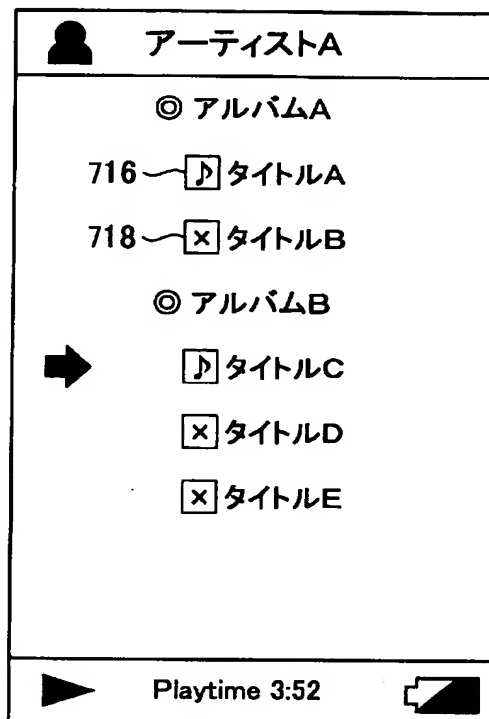 アーティストA
◎ アルバムA
716 ♪ タイトルA
718 × タイトルB
◎ アルバムB
♪ タイトルC
× タイトルD
× タイトルE
Playtime 3:52